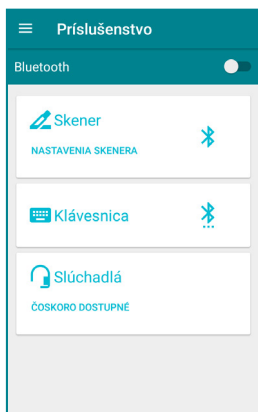 Príslušenstvo
Bluetooth
Skener
NASTAVENIA SKENERA
Klávesnica
Slúchadlá
ČOSKORO DOSTUPNÉ